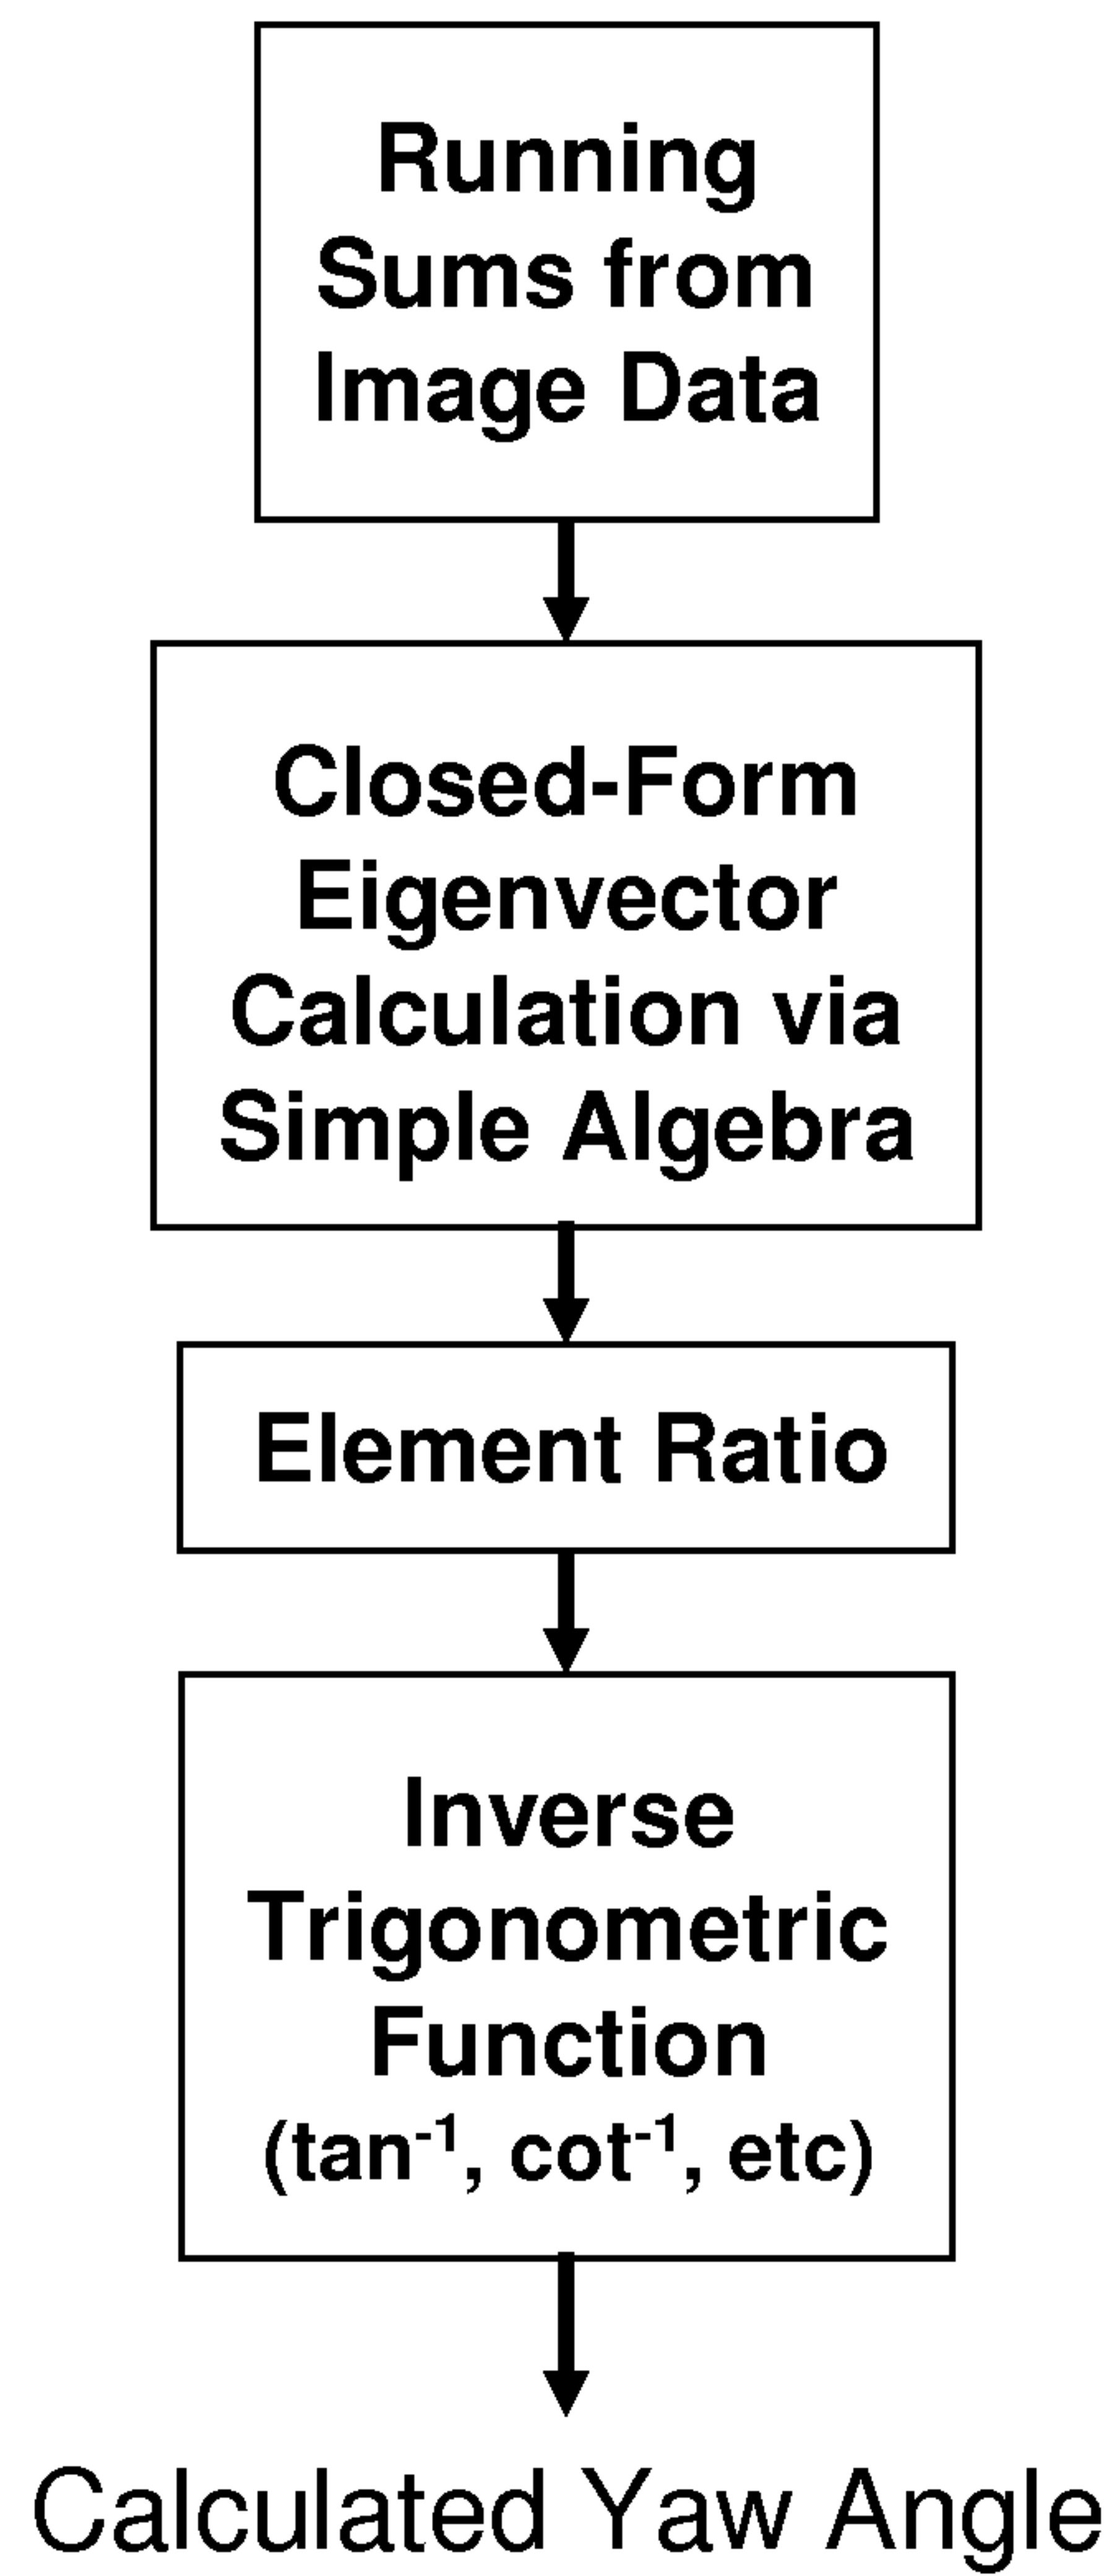 Running
Sums from
Image Data
Closed-Form
Eigenvector
Calculation via
Simple Algebra
Element Ratio
Inverse
Trigonometric
Function
(tan⁻¹, cot⁻¹, etc)
Calculated Yaw Angle